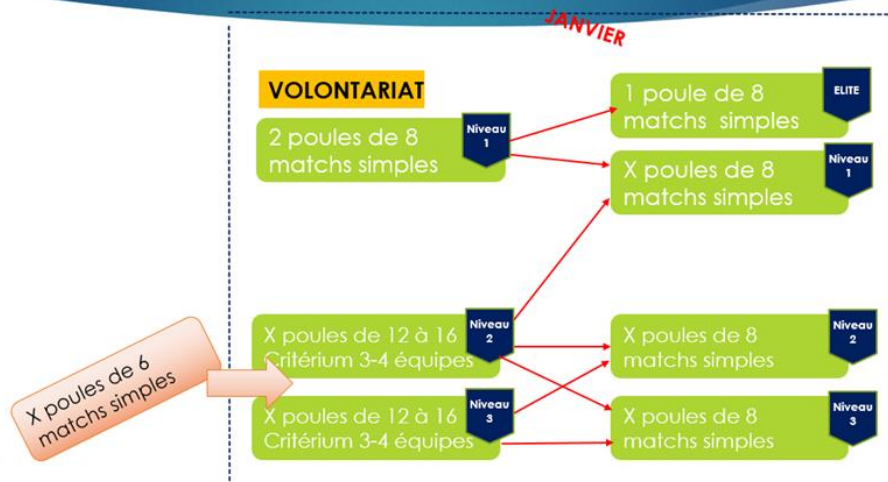 JANVIER
VOLONTARIAT
2 poules de 8
matchs simples
Niveau
1
1 poule de 8
matchs simples
ELITE
X poules de 8
matchs simples
Niveau
1
X poules de 6
matchs simples
X poules de 12 à 16
Critérium 3-4 équipes
Niveau
2
X poules de 8
matchs simples
Niveau
2
X poules de 12 à 16
Critérium 3-4 équipes
Niveau
3
X poules de 8
matchs simples
Niveau
3